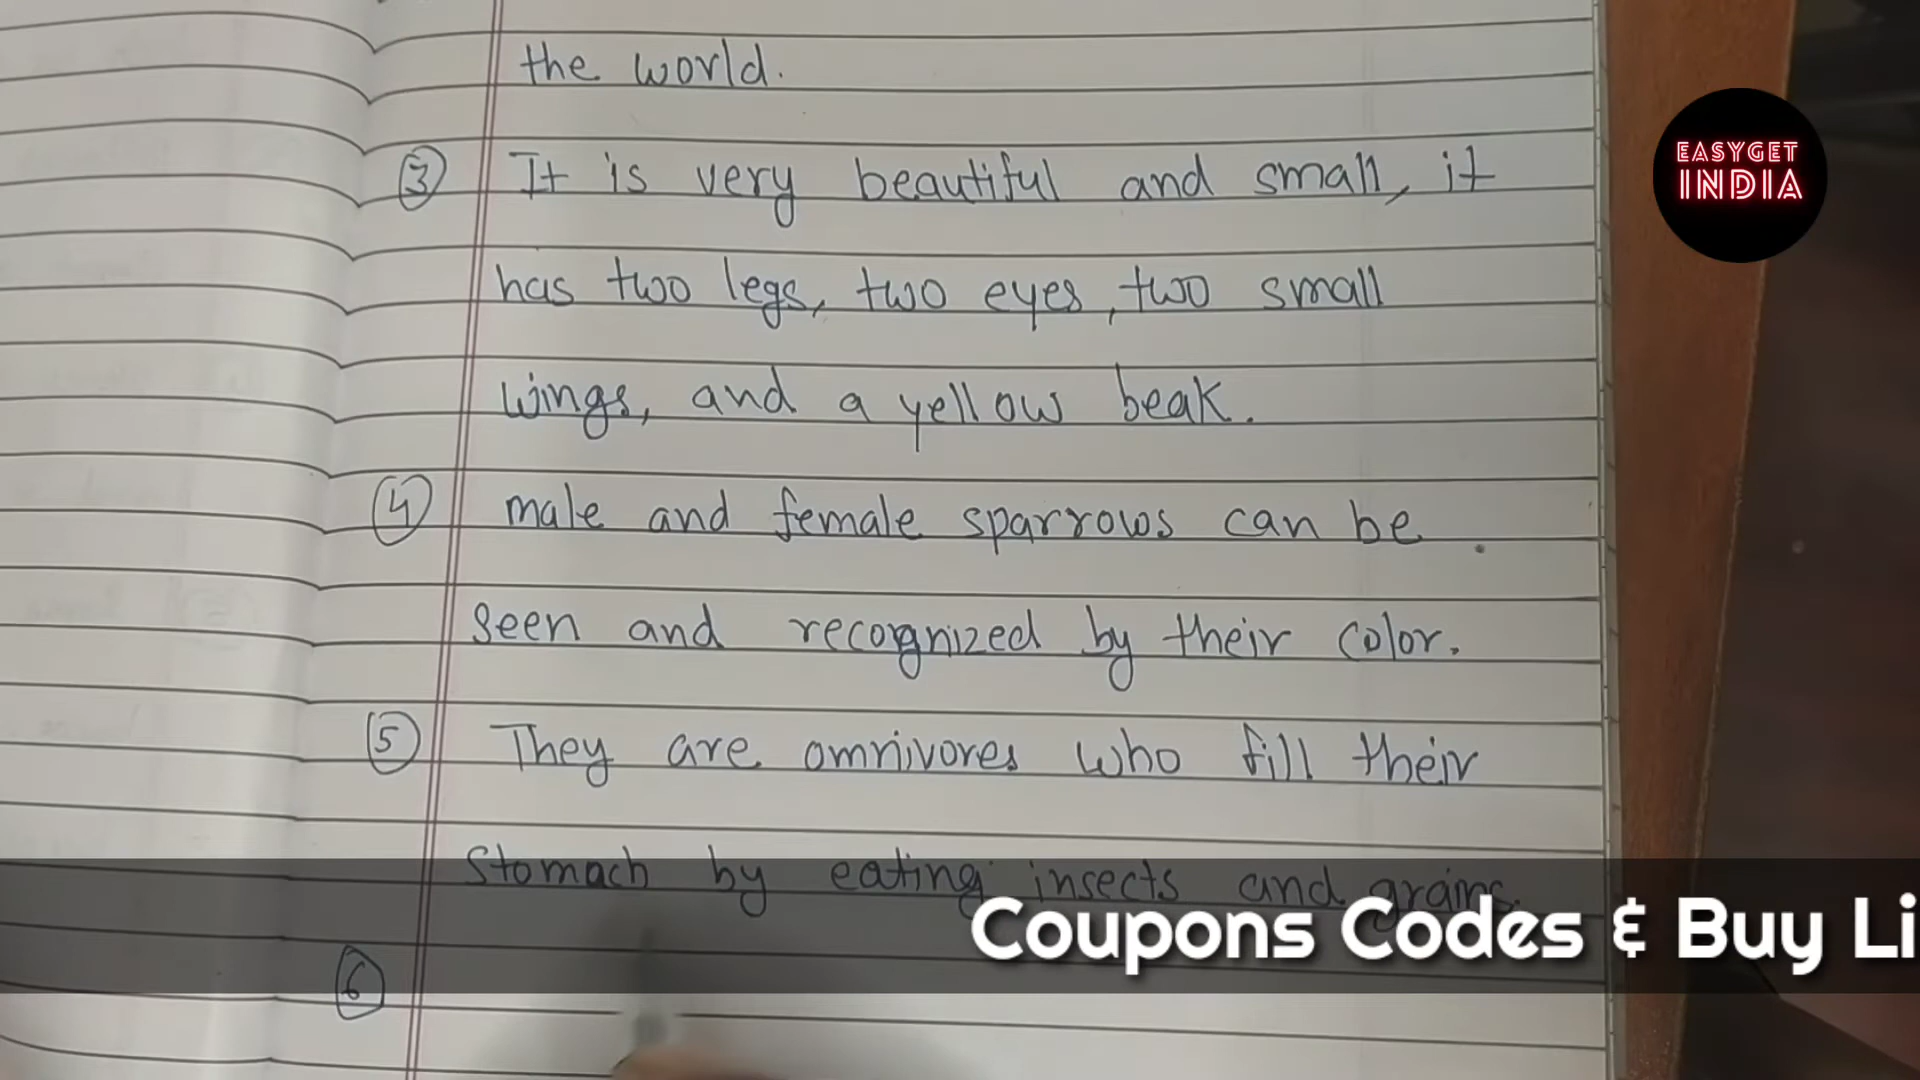 the world.
③ It is very beautiful and small, it
has two legs, two eyes, two small
wings, and a yellow beak.
④ male and female sparrows can be
seen and recognized by their color.
⑤ They are omnivores who fill their
stomach by eating insects and grains.
⑥
EASYGET
INDIA
Coupons Codes & Buy Li